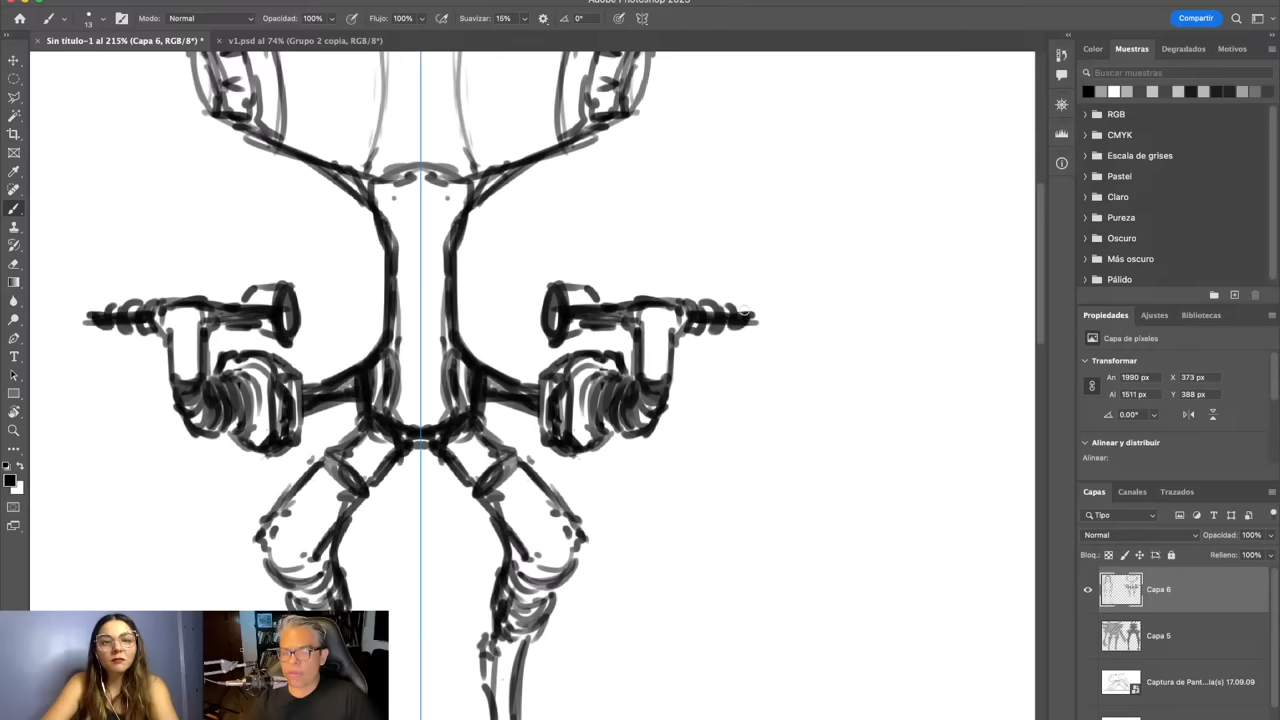 13
Modo: Normal
Opacidad: 100%
Flujo: 100%
Suavizar: 15%
0°
Compartir
× Sin título-1 al 215% (Capa 6, RGB/8*) *
× v1.psd al 74% (Grupo 2 copia, RGB/8*)
Color Muestras Degradados Motivos
Buscar muestras
RGB
CMYK
Escala de grises
Pastel
Claro
Pureza
Oscuro
Más oscuro
Pálido
Propiedades Ajustes Bibliotecas
Capa de píxeles
Transformar
An 1990 px X 373 px
Al 1511 px Y 388 px
0.00°
Alinear y distribuir
Alinear:
Capas Canales Trazados
Tipo
Normal Opacidad: 100%
Bloq.: Relleno: 100%
Capa 6
Capa 5
Captura de Pant...la(s) 17.09.09